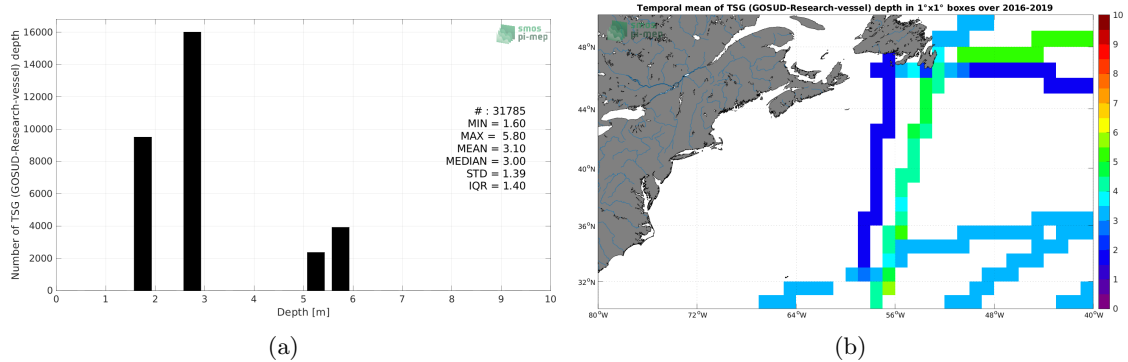 Number of TSG (GOSUD-Research-vessel) depth
16000
14000
12000
10000
8000
6000
4000
2000
0
0 1 2 3 4 5 6 7 8 9 10
Depth [m]
smos
pi-mep
# : 31785
MIN = 1.60
MAX = 5.80
MEAN = 3.10
MEDIAN = 3.00
STD = 1.39
IQR = 1.40
(a)
Temporal mean of TSG (GOSUD-Research-vessel) depth in 1°x1° boxes over 2016-2019
smos
pi-mep
48°N
44°N
40°N
36°N
32°N
80°W 72°W 64°W 56°W 48°W 40°W
10
9
8
7
6
5
4
3
2
1
0
(b)